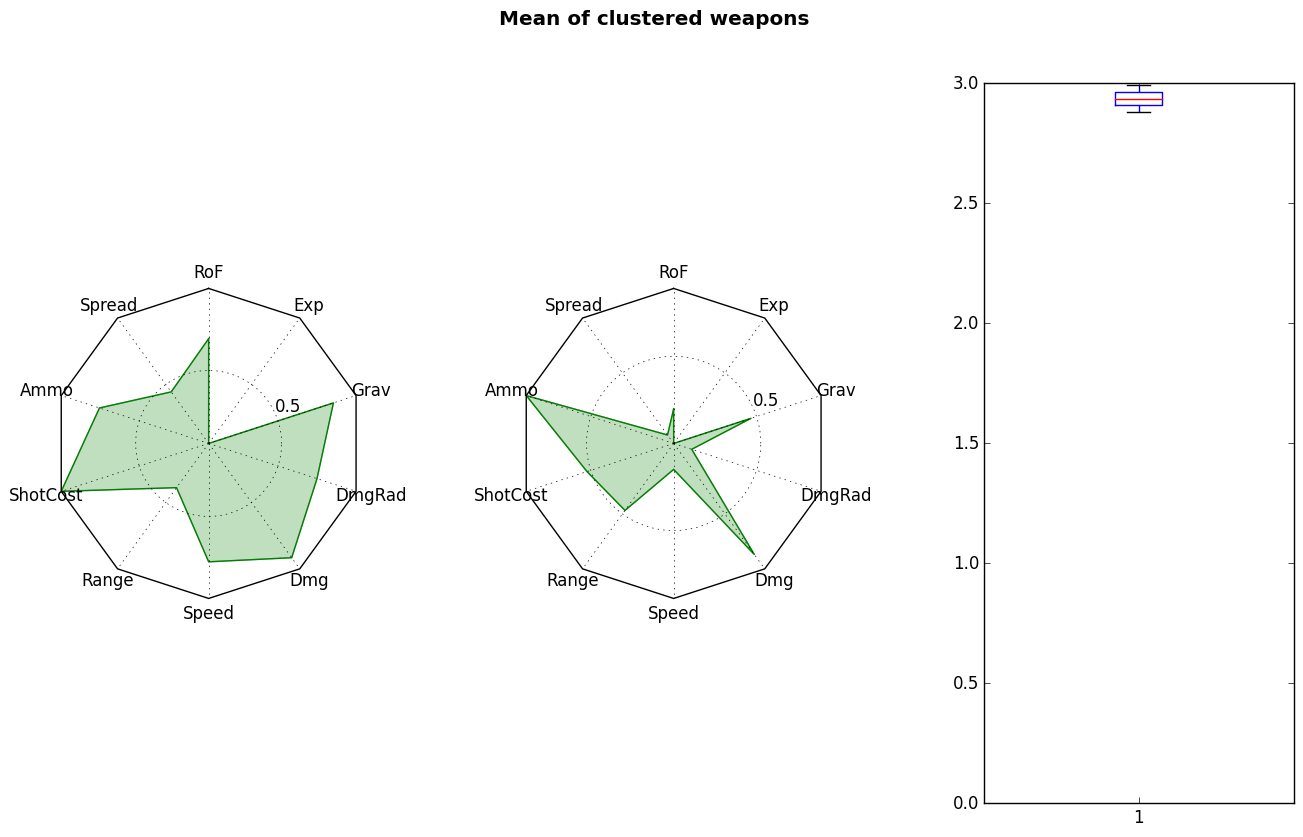 Mean of clustered weapons
RoF
Spread
Exp
Ammo
Grav
0.5
ShotCost
DmgRad
Range
Dmg
Speed
RoF
Spread
Exp
Ammo
Grav
0.5
ShotCost
DmgRad
Range
Dmg
Speed
3.0
2.5
2.0
1.5
1.0
0.5
0.0
1